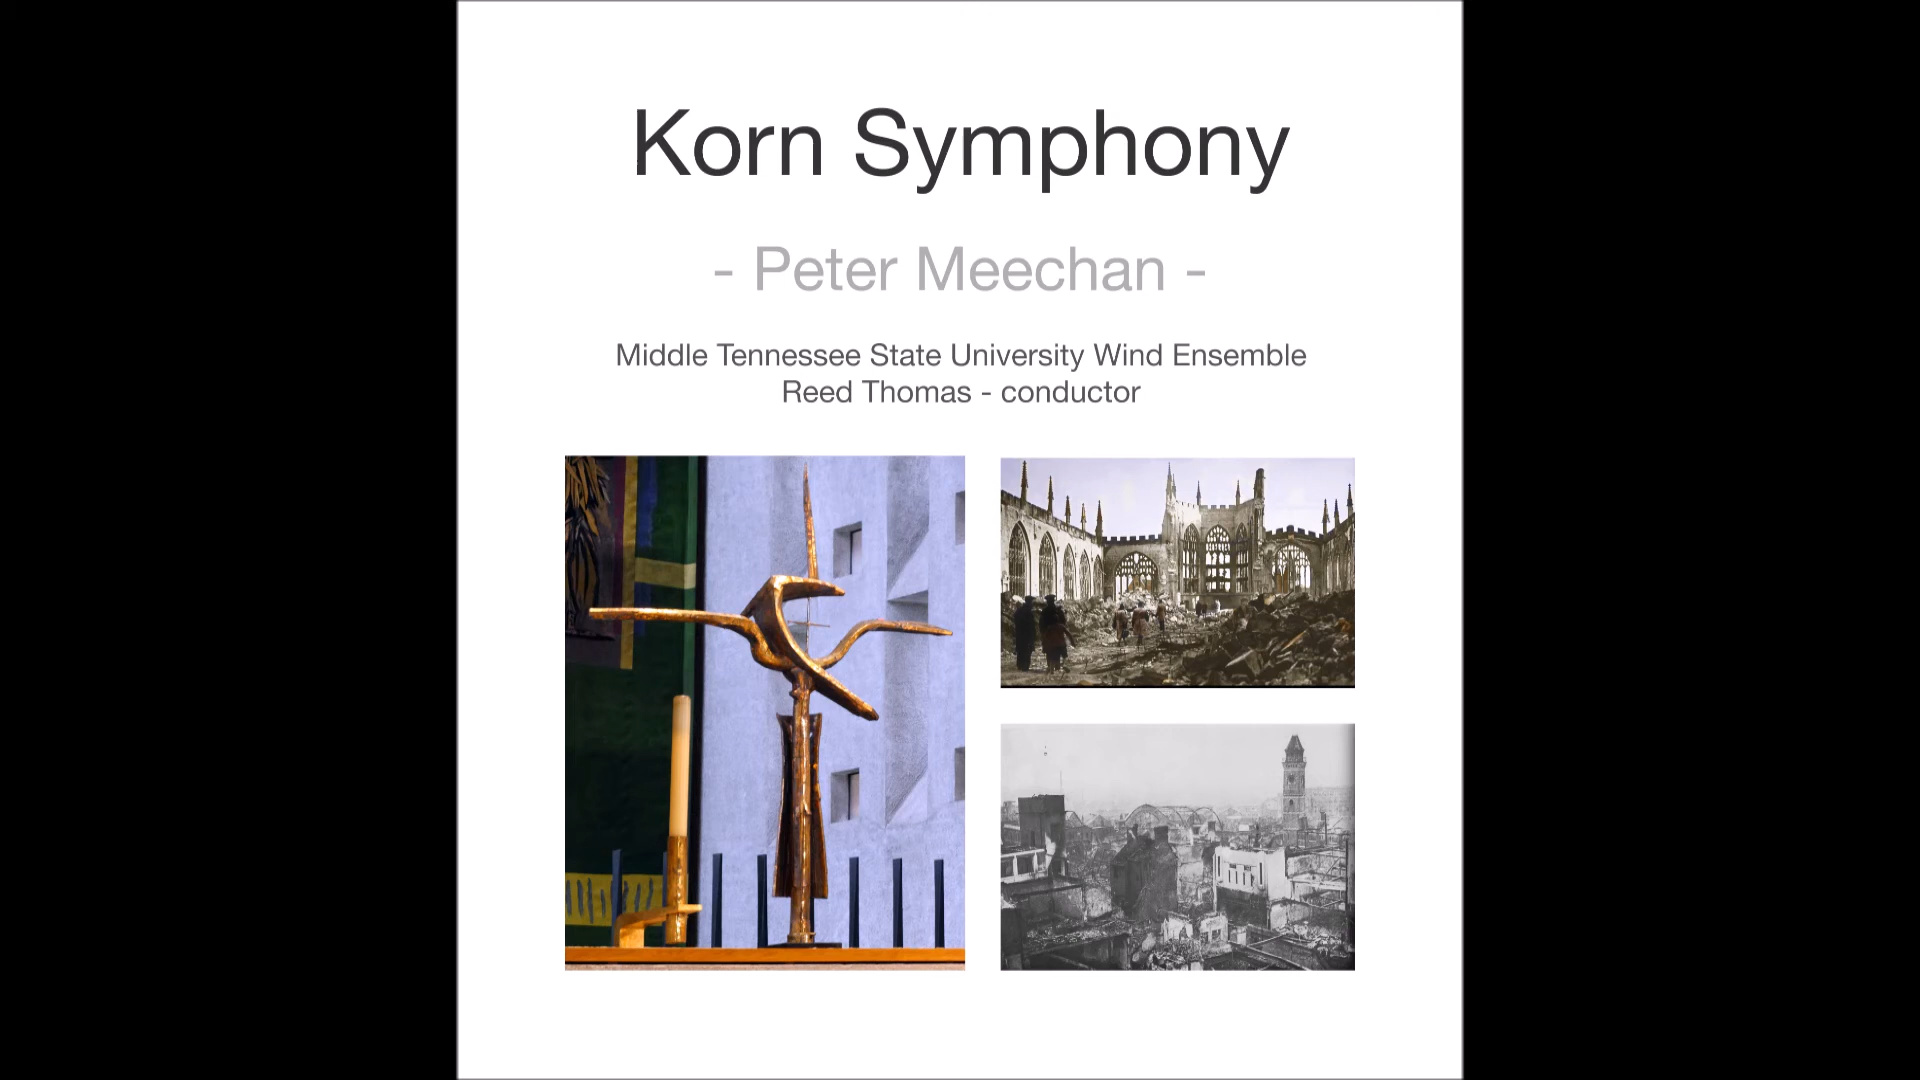 Korn Symphony
- Peter Meechan -
Middle Tennessee State University Wind Ensemble
Reed Thomas - conductor